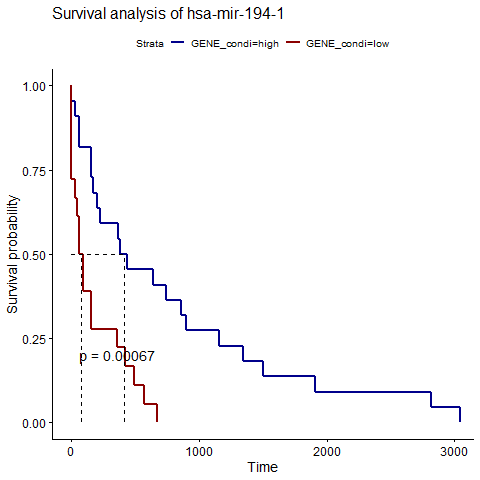 Survival analysis of hsa-mir-194-1
Strata GENE_condi=high GENE_condi=low
1.00
0.75
0.50
0.25
0.00
Survival probability
p = 0.00067
0 1000 2000 3000
Time